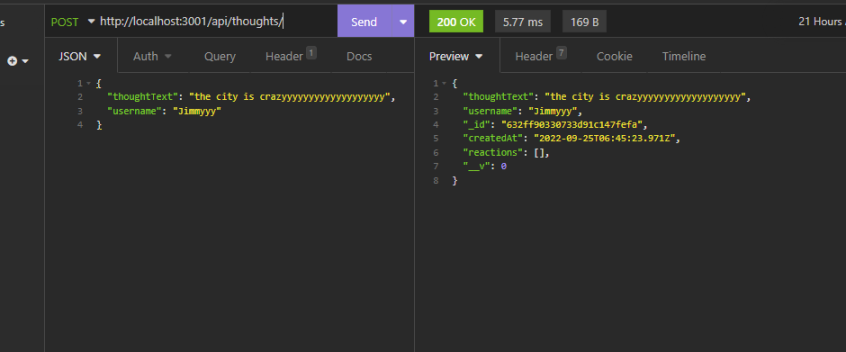 s
POST http://localhost:3001/api/thoughts/ Send 200 OK 5.77 ms 169 B 21 Hours A
JSON Auth Query Header 1 Docs Preview Header 7 Cookie Timeline
1 {
2 "thoughtText": "the city is crazyyyyyyyyyyyyyyyyyyy",
3 "username": "Jimmyyy"
4 }
1 {
2 "thoughtText": "the city is crazyyyyyyyyyyyyyyyyyyy",
3 "username": "Jimmyyy",
4 "_id": "632ff90330733d91c147fefa",
5 "createdAt": "2022-09-25T06:45:23.971Z",
6 "reactions": [],
7 "__v": 0
8 }